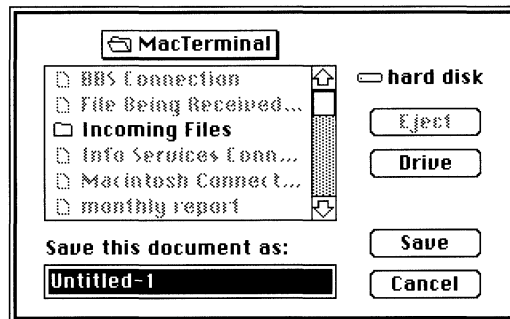 MacTerminal
BBS Connection
File Being Received...
Incoming Files
Info Services Conn...
Macintosh Connect...
monthly report
hard disk
Eject
Drive
Save this document as:
Untitled-1
Save
Cancel